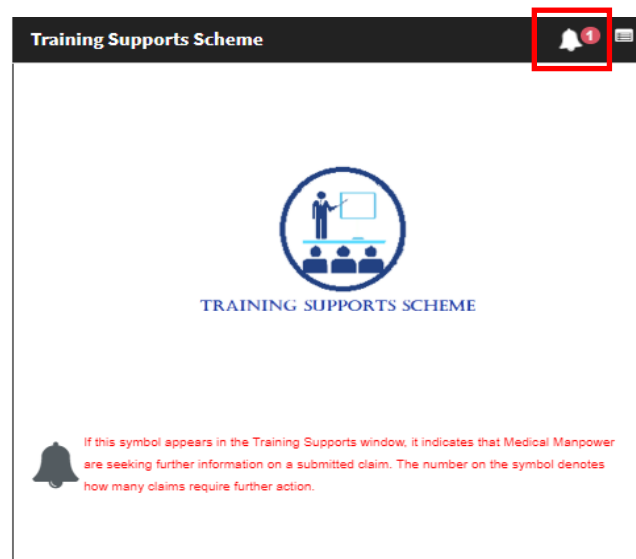 Training Supports Scheme 1
TRAINING SUPPORTS SCHEME
If this symbol appears in the Training Supports window, it indicates that Medical Manpower
are seeking further information on a submitted claim. The number on the symbol denotes
how many claims require further action.